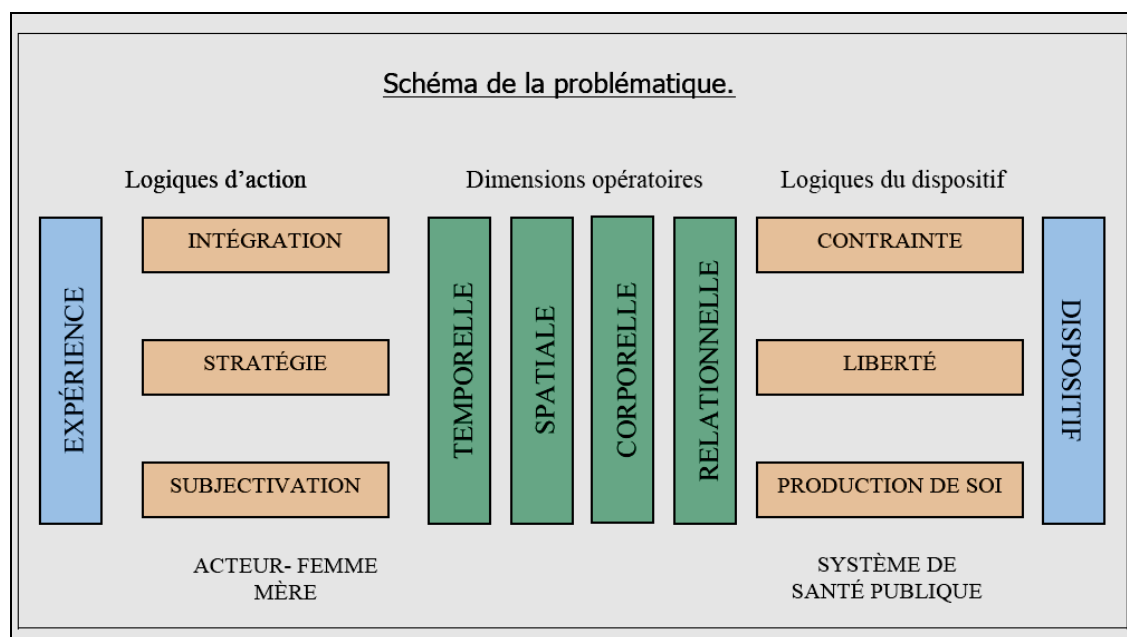 Schéma de la problématique.
Logiques d'action
Dimensions opératoires
Logiques du dispositif
EXPÉRIENCE
INTÉGRATION
STRATÉGIE
SUBJECTIVATION
TEMPORELLE
SPATIALE
CORPORELLE
RELATIONNELLE
CONTRAINTE
LIBERTÉ
PRODUCTION DE SOI
DISPOSITIF
ACTEUR- FEMME
MÈRE
SYSTÈME DE
SANTÉ PUBLIQUE